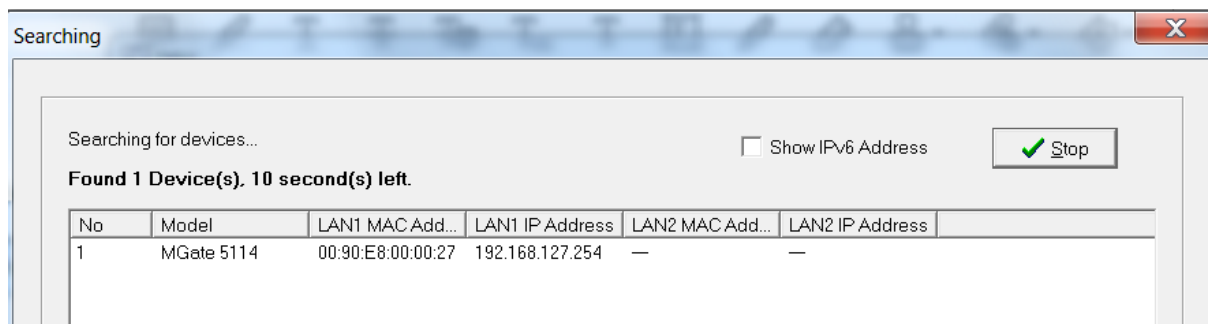 Searching
Searching for devices...
Show IPv6 Address
Stop
Found 1 Device(s), 10 second(s) left.
No Model LAN1 MAC Add... LAN1 IP Address LAN2 MAC Add... LAN2 IP Address
1 MGate 5114 00:90:E8:00:00:27 192.168.127.254 — —